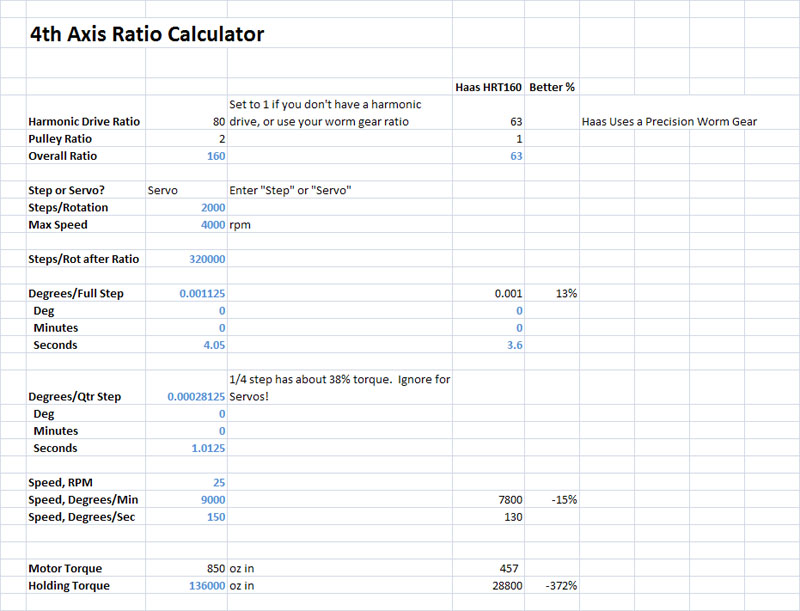 4th Axis Ratio Calculator
Haas HRT160 Better %
Set to 1 if you don't have a harmonic
Harmonic Drive Ratio 80 drive, or use your worm gear ratio 63 Haas Uses a Precision Worm Gear
Pulley Ratio 2 1
Overall Ratio 160 63
Step or Servo? Servo Enter "Step" or "Servo"
Steps/Rotation 2000
Max Speed 4000 rpm
Steps/Rot after Ratio 320000
Degrees/Full Step 0.001125 0.001 13%
Deg 0 0
Minutes 0 0
Seconds 4.05 3.6
1/4 step has about 38% torque. Ignore for
Degrees/Qtr Step 0.00028125 Servos!
Deg 0
Minutes 0
Seconds 1.0125
Speed, RPM 25
Speed, Degrees/Min 9000 7800 -15%
Speed, Degrees/Sec 150 130
Motor Torque 850 oz in 457
Holding Torque 136000 oz in 28800 -372%